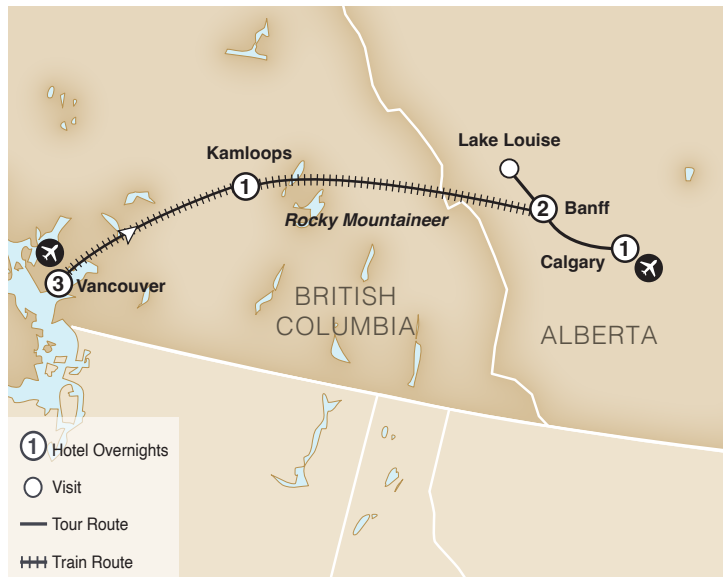 Lake Louise
Kamloops
1
2 Banff
Rocky Mountaineer
Calgary 1
3 Vancouver
BRITISH
COLUMBIA
ALBERTA
1 Hotel Overnights
Visit
Tour Route
Train Route